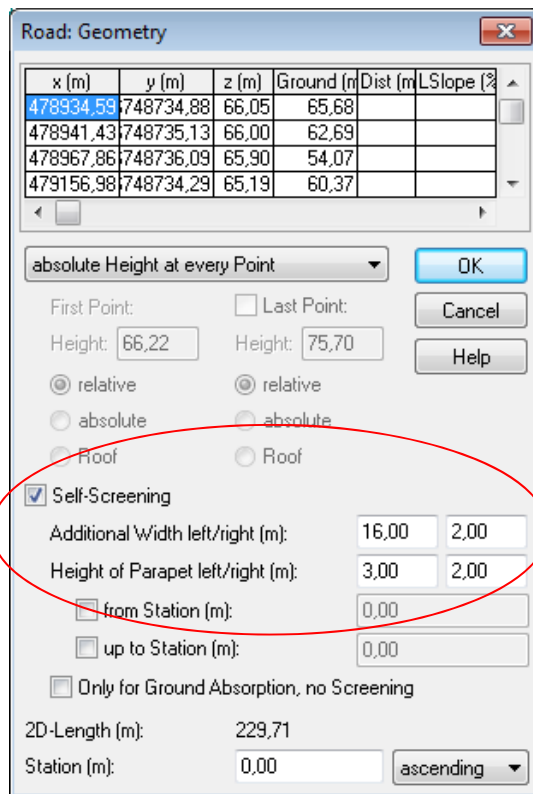 Road: Geometry
x (m) y (m) z (m) Ground (m Dist (m LSlope (%
478934,59 5748734,88 66,05 65,68
478941,43 5748735,13 66,00 62,69
478967,86 5748736,09 65,90 54,07
479156,98 5748734,29 65,19 60,37
absolute Height at every Point OK
First Point: Last Point: Cancel
Height: 66,22 Height: 75,70 Help
relative relative
absolute absolute
Roof Roof
Self-Screening
Additional Width left/right (m): 16,00 2,00
Height of Parapet left/right (m): 3,00 2,00
from Station (m): 0,00
up to Station (m): 0,00
Only for Ground Absorption, no Screening
2D-Length (m): 229,71
Station (m): 0,00 ascending